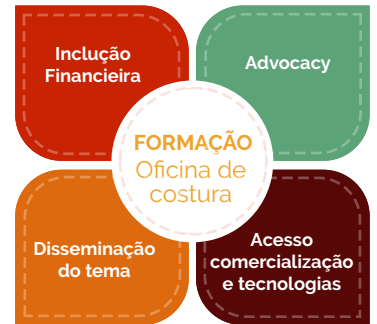 Inclução
Financieira
Advocacy
FORMAÇÃO
Oficina de
costura
Disseminação
do tema
Acesso
comercialização
e tecnologias